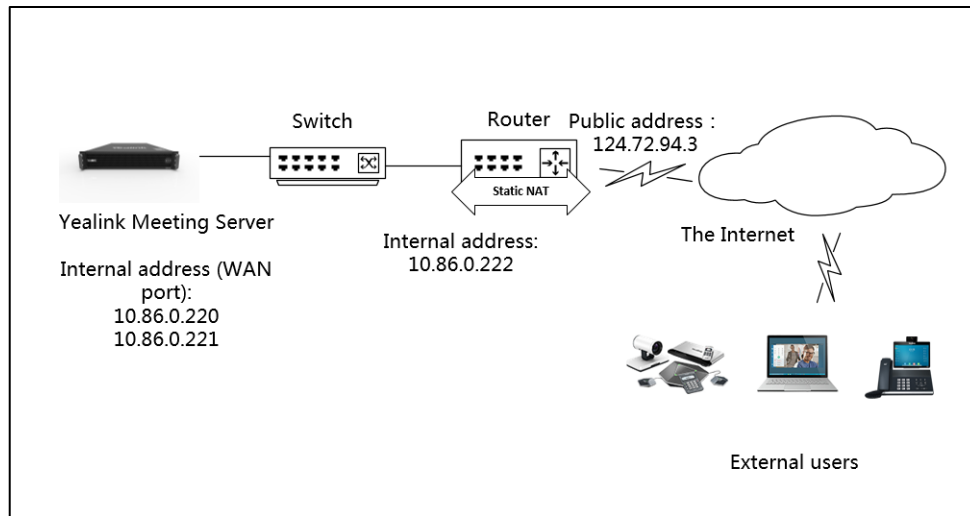 Switch
Router
Public address :
124.72.94.3
Static NAT
Yealink Meeting Server
Internal address:
10.86.0.222
The Internet
Internal address (WAN
port):
10.86.0.220
10.86.0.221
External users